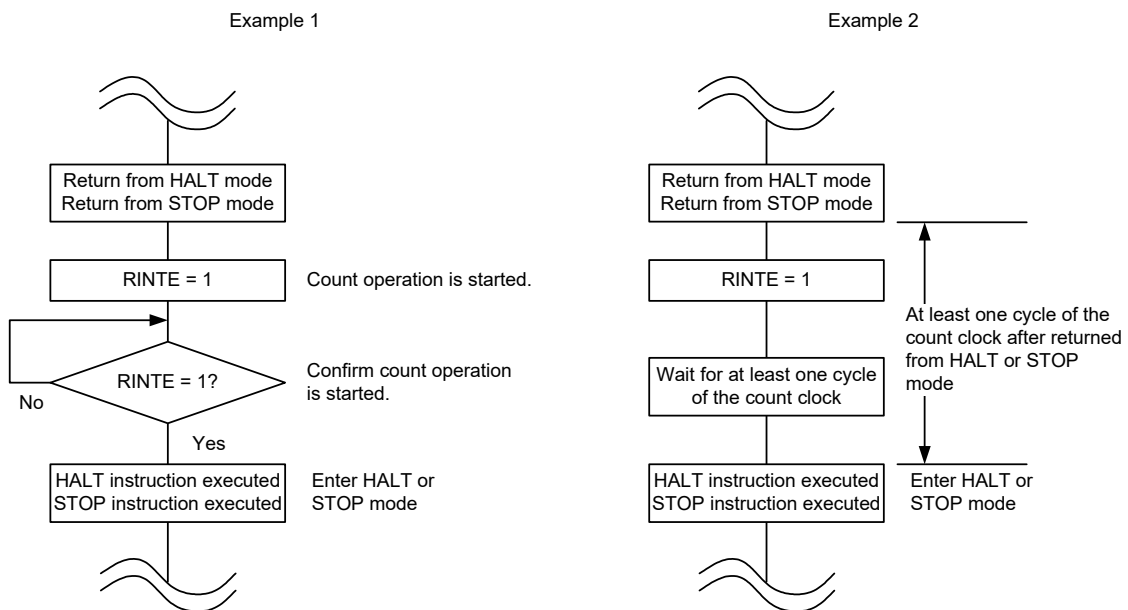 Example 1
Return from HALT mode
Return from STOP mode
RINTE = 1
Count operation is started.
RINTE = 1?
Confirm count operation
is started.
No
Yes
HALT instruction executed
STOP instruction executed
Enter HALT or
STOP mode
Example 2
Return from HALT mode
Return from STOP mode
RINTE = 1
At least one cycle of the
count clock after returned
from HALT or STOP
mode
Wait for at least one cycle
of the count clock
HALT instruction executed
STOP instruction executed
Enter HALT or
STOP mode